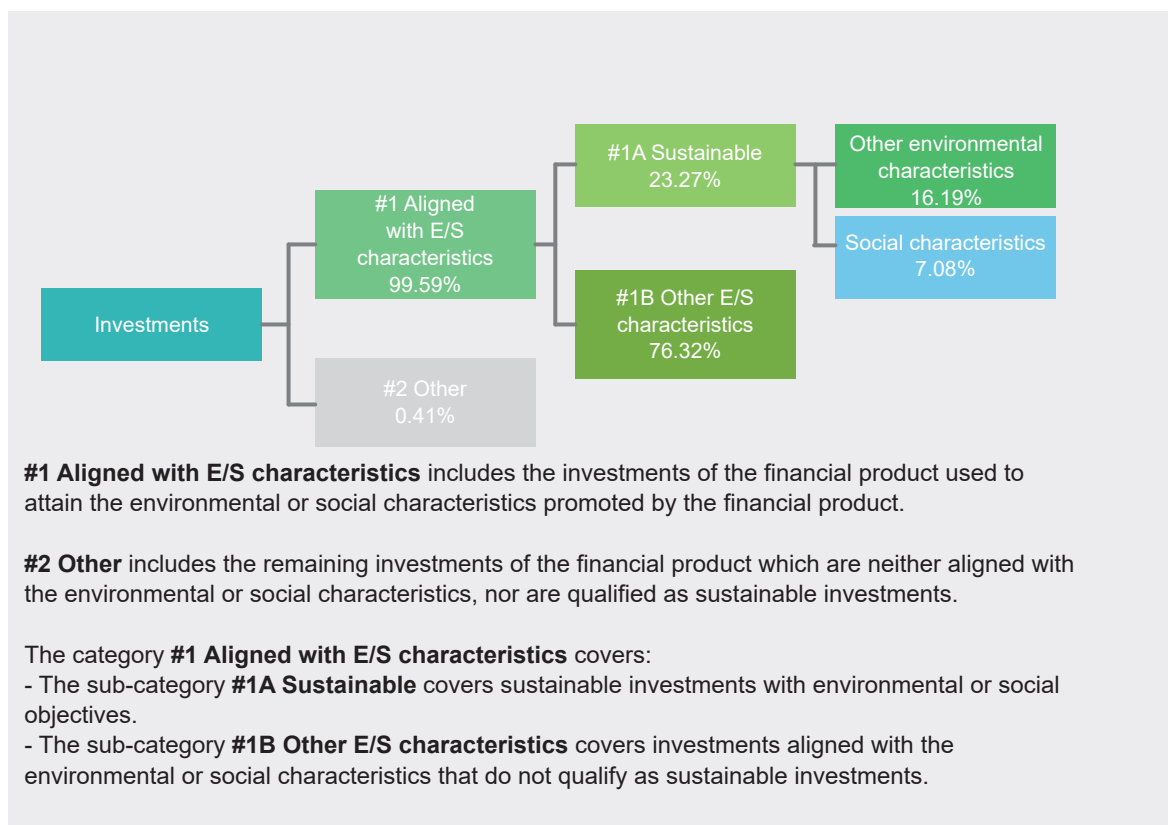 Investments
#1 Aligned
with E/S
characteristics
99.59%
#2 Other
0.41%
#1A Sustainable
23.27%
#1B Other E/S
characteristics
76.32%
Other environmental
characteristics
16.19%
Social characteristics
7.08%
#1 Aligned with E/S characteristics includes the investments of the financial product used to
attain the environmental or social characteristics promoted by the financial product.
#2 Other includes the remaining investments of the financial product which are neither aligned with
the environmental or social characteristics, nor are qualified as sustainable investments.
The category #1 Aligned with E/S characteristics covers:
- The sub-category #1A Sustainable covers sustainable investments with environmental or social
objectives.
- The sub-category #1B Other E/S characteristics covers investments aligned with the
environmental or social characteristics that do not qualify as sustainable investments.